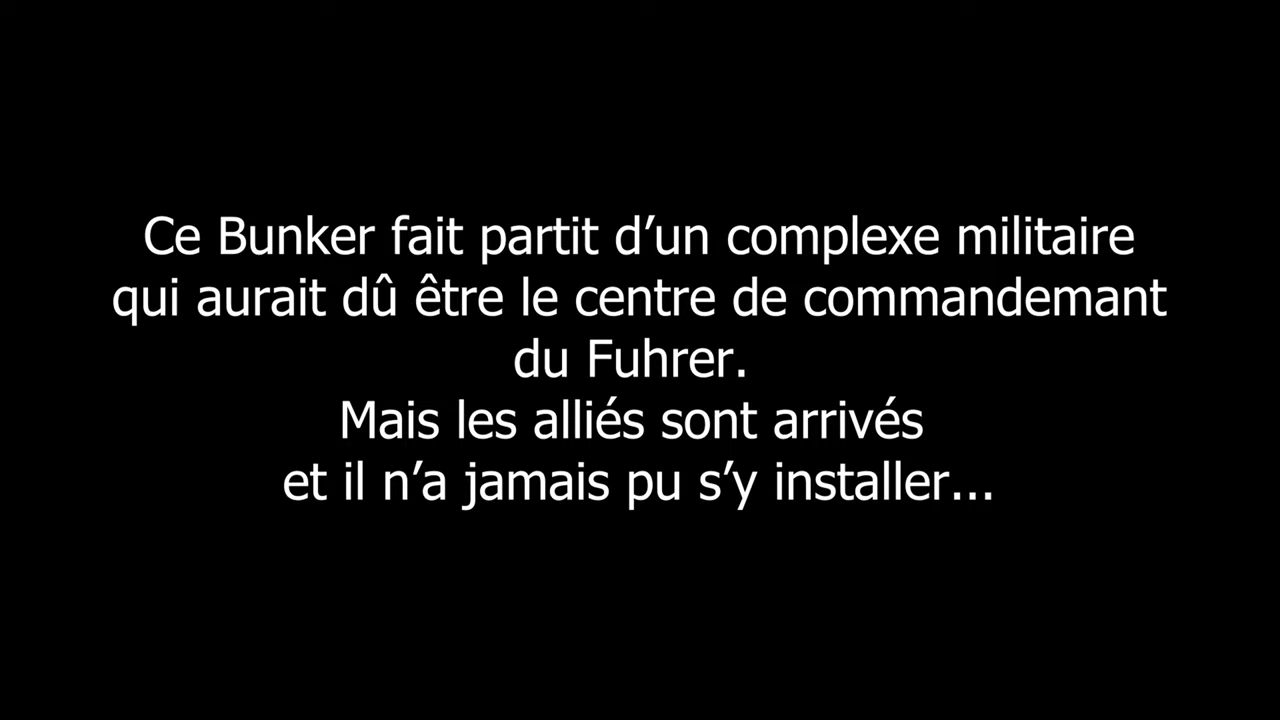 Ce Bunker fait partit d’un complexe militaire
qui aurait dû être le centre de commandemant
du Fuhrer.
Mais les alliés sont arrivés
et il n’a jamais pu s’y installer...